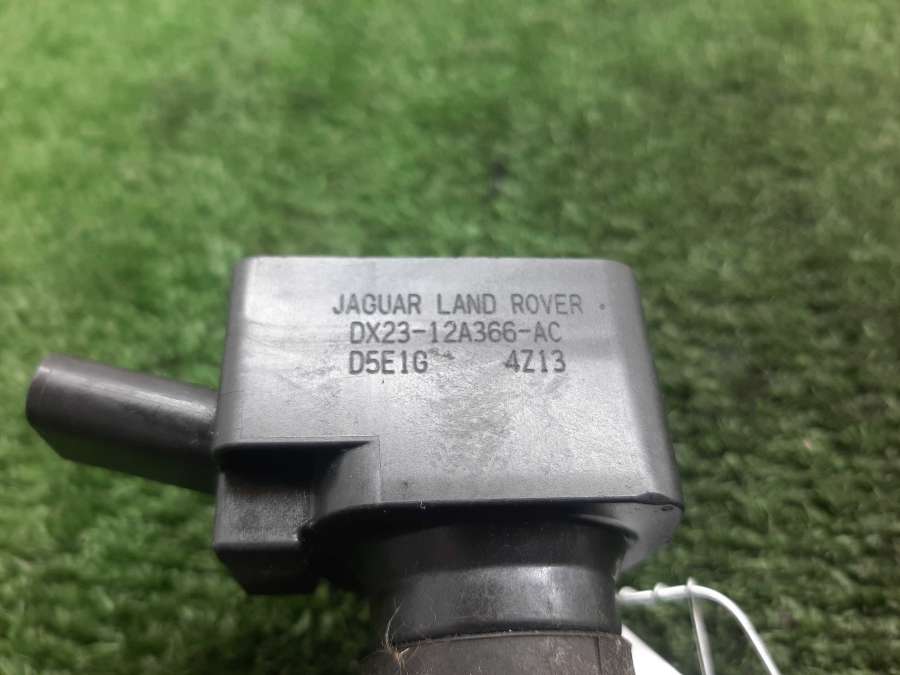 JAGUAR LAND ROVER
DX23-12A366-AC
D5E1G 4Z13